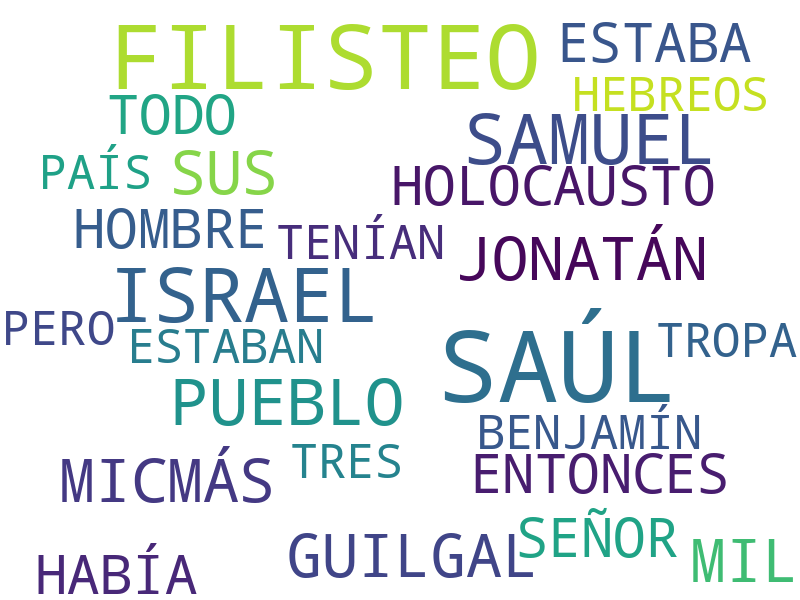 FILISTEO
ESTABA
HEBREOS
TODO
SAMUEL
PAÍS
SUS
HOLOCAUSTO
HOMBRE
TENÍAN
JONATÁN
ISRAEL
PERO
ESTABAN
SAÚL
TROPA
PUEBLO
BENJAMÍN
MICMÁS
TRES
ENTONCES
SEÑOR
GUILGAL
MIL
HABÍA